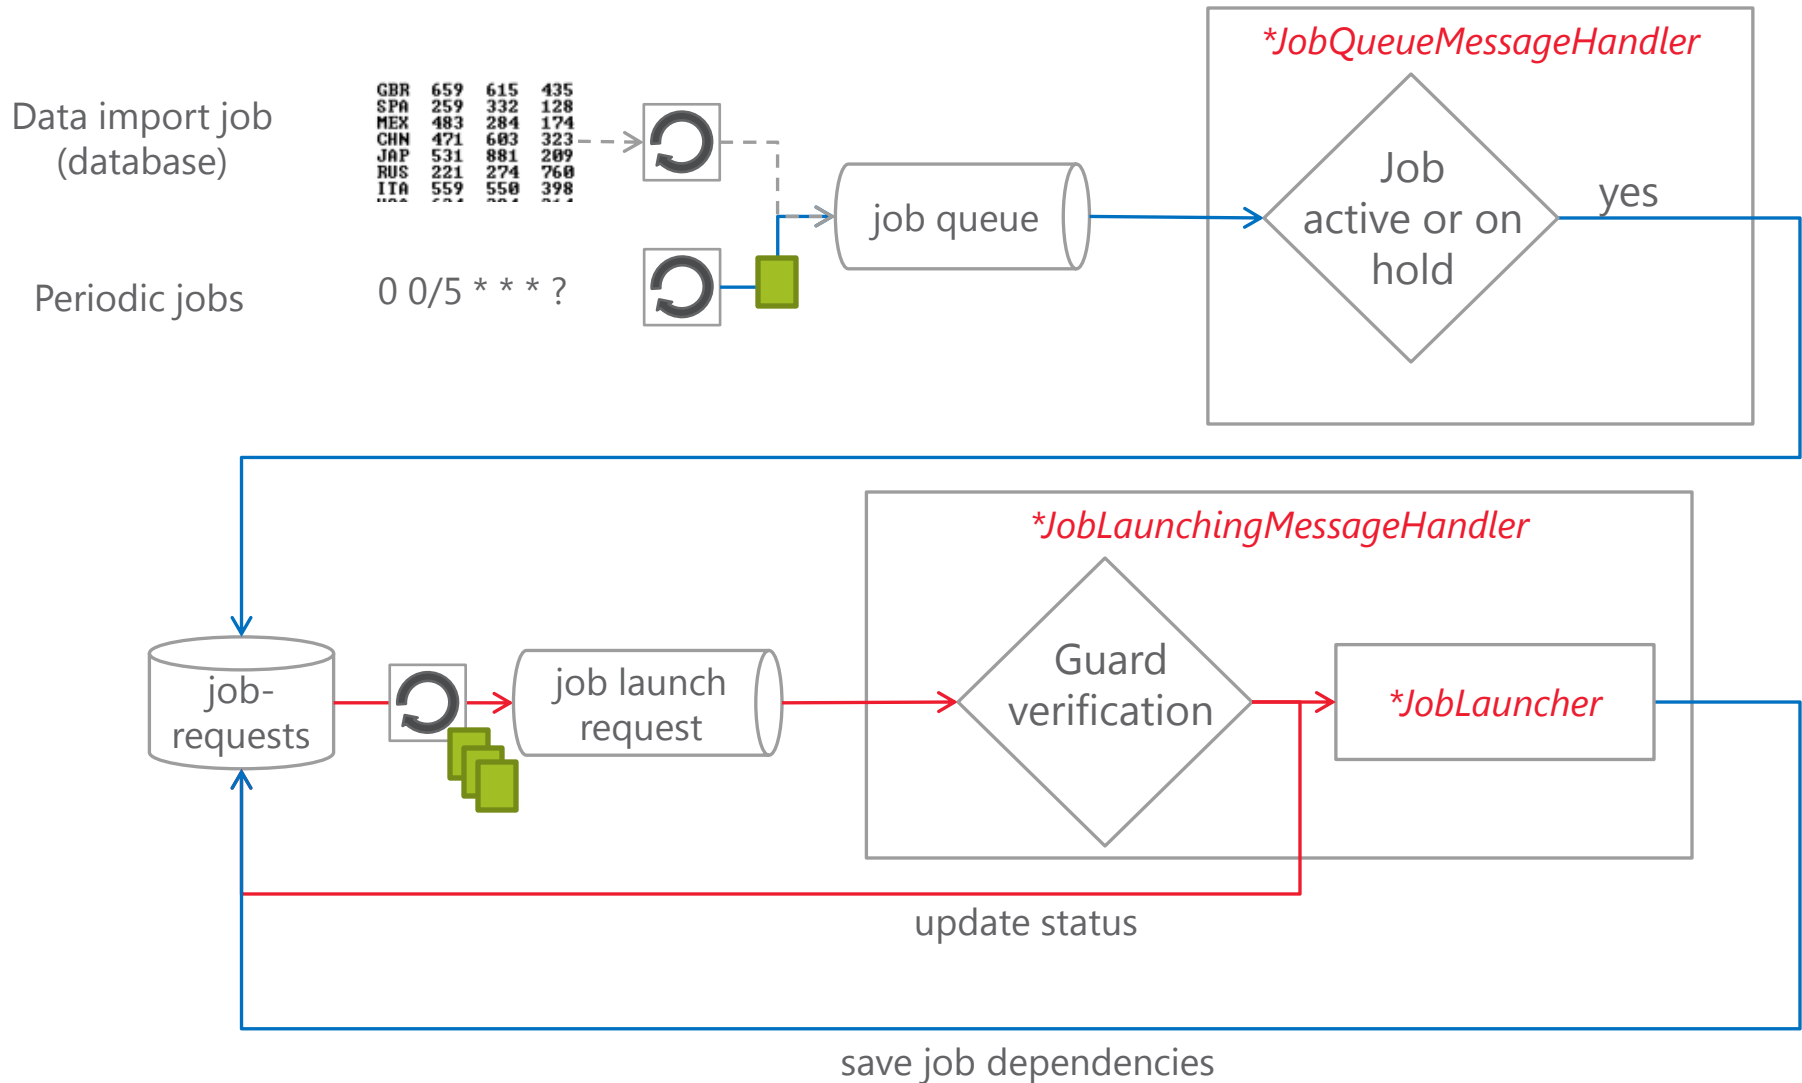 *JobQueueMessageHandler
Data import job
(database)
GBR 659 615 435
SPA 259 332 128
MEX 483 284 174
CHN 471 603 323
JAP 531 881 209
RUS 221 274 760
ITA 559 550 398
Job
active or on
hold
yes
job queue
Periodic jobs
0 0/5 * * * ?
*JobLaunchingMessageHandler
job-
requests
job launch
request
Guard
verification
*JobLauncher
update status
save job dependencies